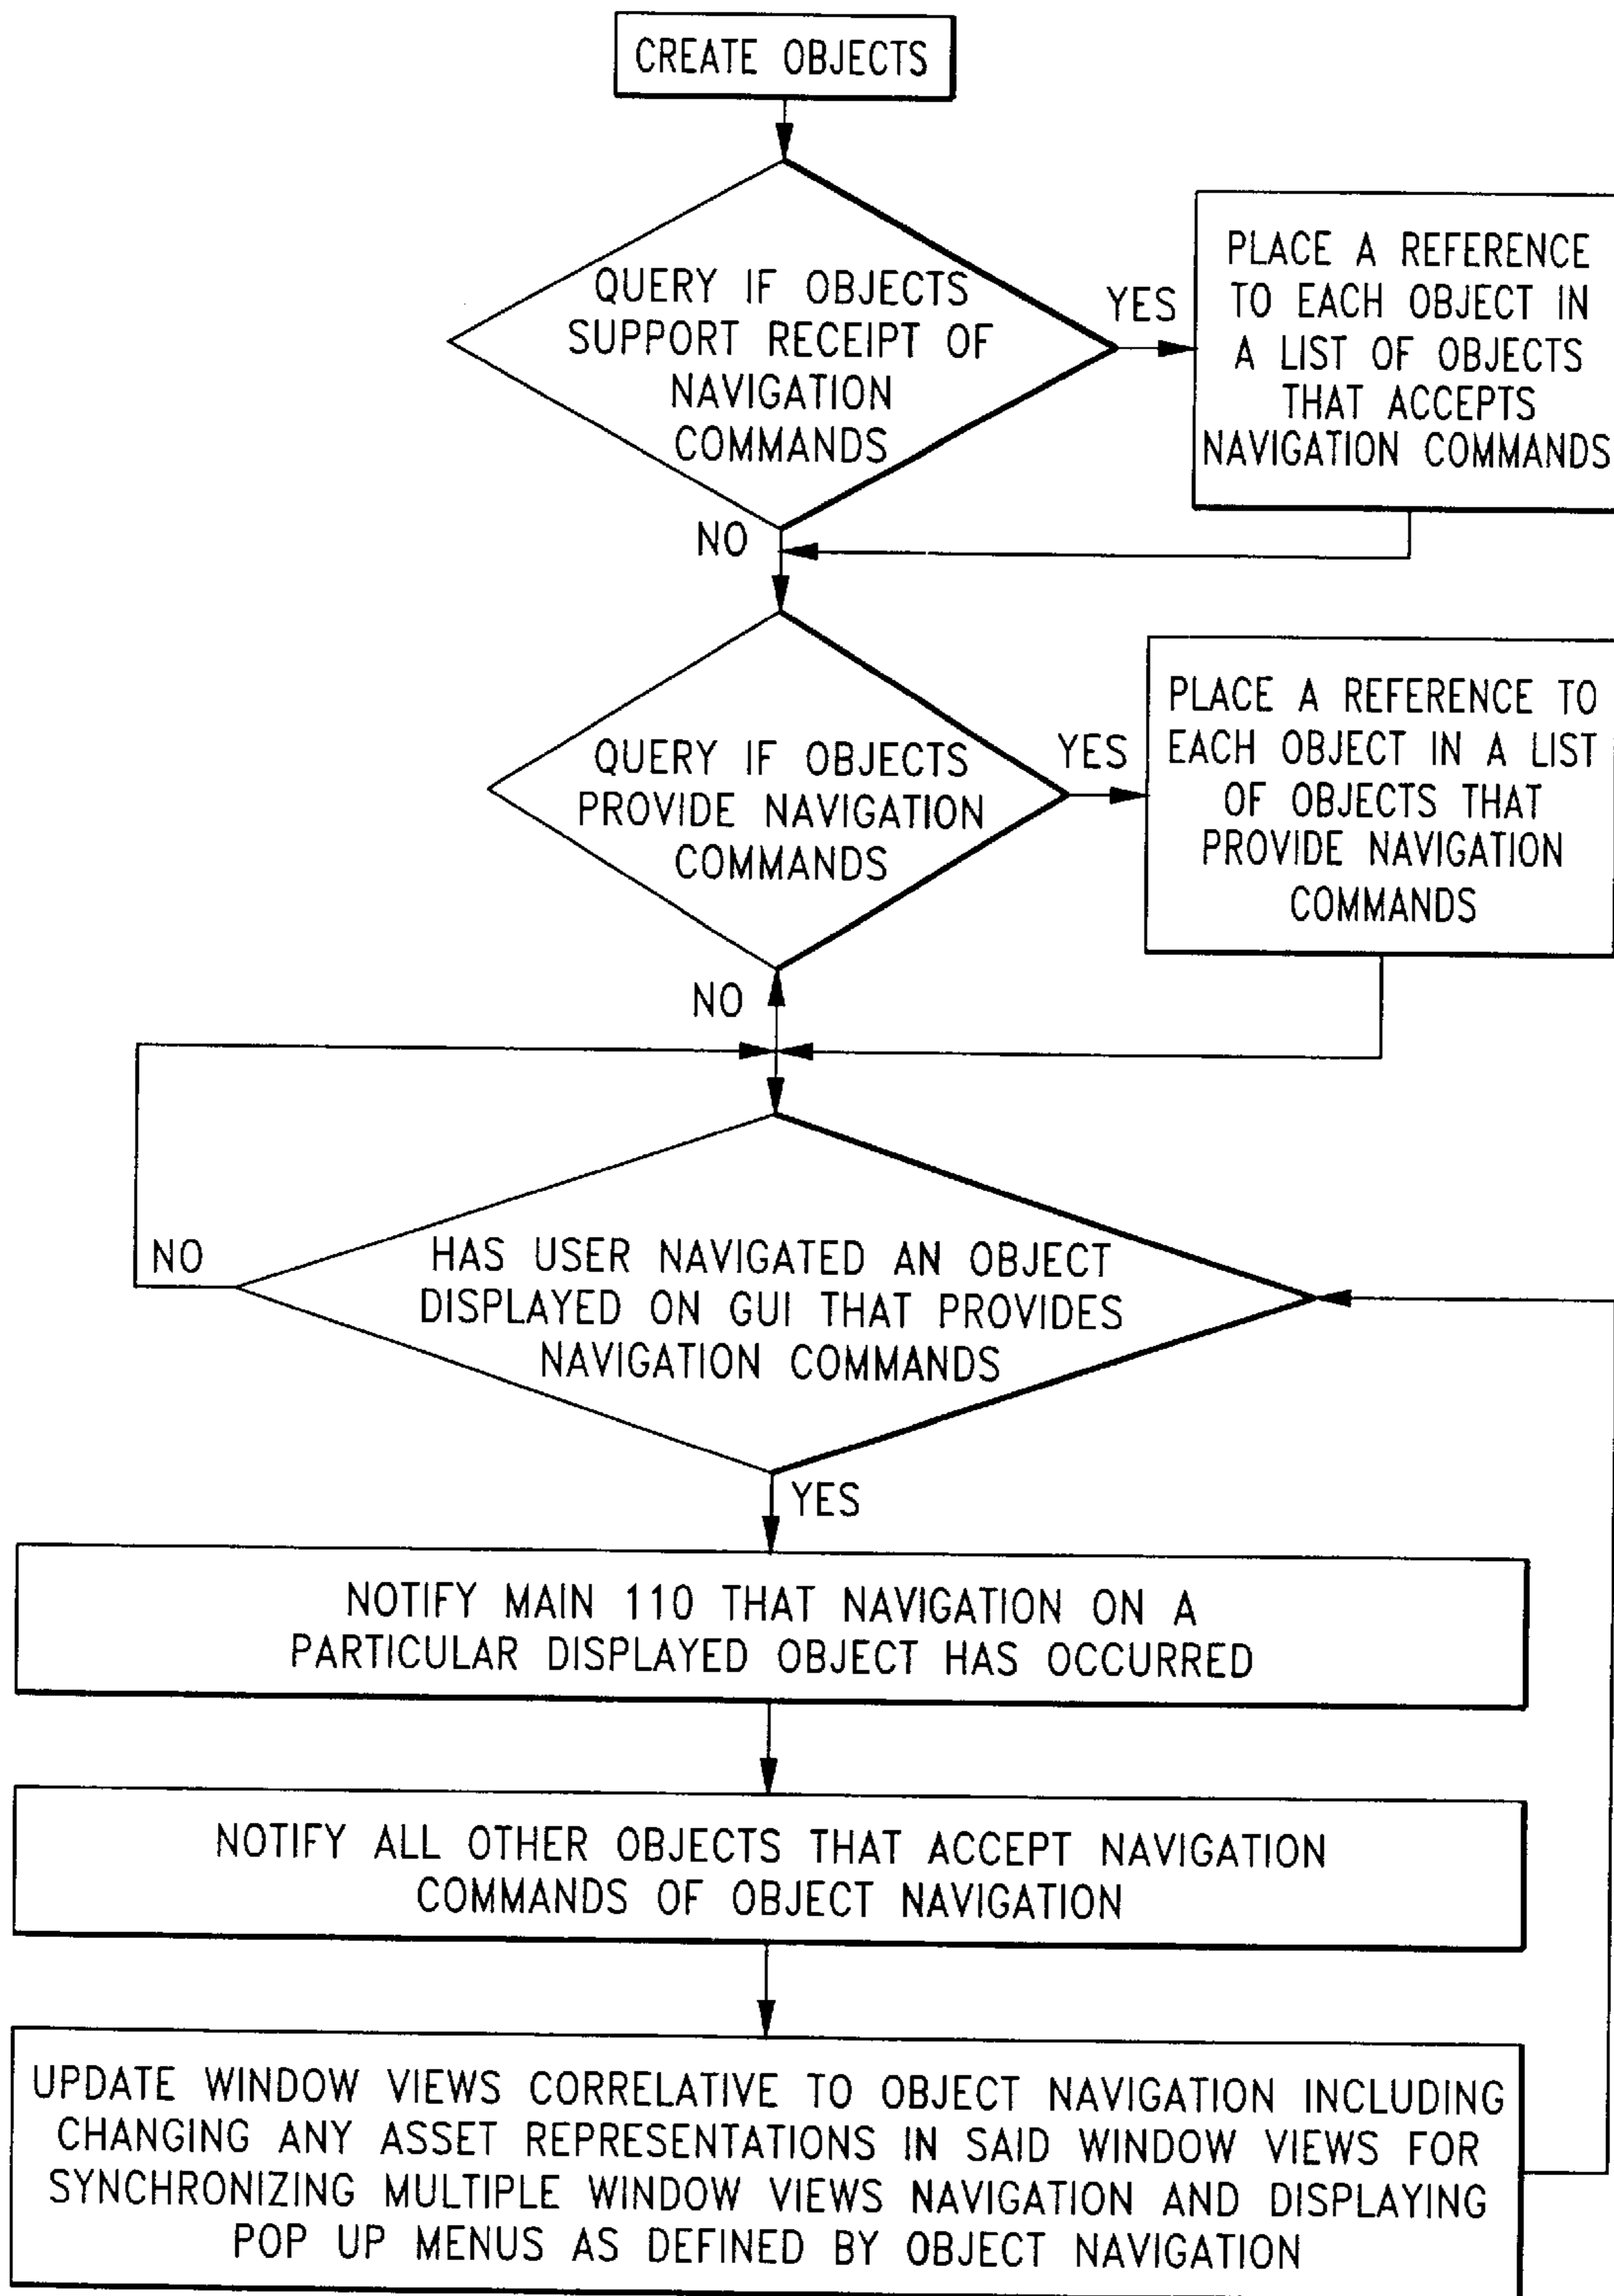 CREATE OBJECTS
QUERY IF OBJECTS
SUPPORT RECEIPT OF
NAVIGATION
COMMANDS
YES
PLACE A REFERENCE
TO EACH OBJECT IN
A LIST OF OBJECTS
THAT ACCEPTS
NAVIGATION COMMANDS
NO
QUERY IF OBJECTS
PROVIDE NAVIGATION
COMMANDS
YES
PLACE A REFERENCE TO
EACH OBJECT IN A LIST
OF OBJECTS THAT
PROVIDE NAVIGATION
COMMANDS
NO
NO
HAS USER NAVIGATED AN OBJECT
DISPLAYED ON GUI THAT PROVIDES
NAVIGATION COMMANDS
YES
NOTIFY MAIN 110 THAT NAVIGATION ON A
PARTICULAR DISPLAYED OBJECT HAS OCCURRED
NOTIFY ALL OTHER OBJECTS THAT ACCEPT NAVIGATION
COMMANDS OF OBJECT NAVIGATION
UPDATE WINDOW VIEWS CORRELATIVE TO OBJECT NAVIGATION INCLUDING
CHANGING ANY ASSET REPRESENTATIONS IN SAID WINDOW VIEWS FOR
SYNCHRONIZING MULTIPLE WINDOW VIEWS NAVIGATION AND DISPLAYING
POP UP MENUS AS DEFINED BY OBJECT NAVIGATION